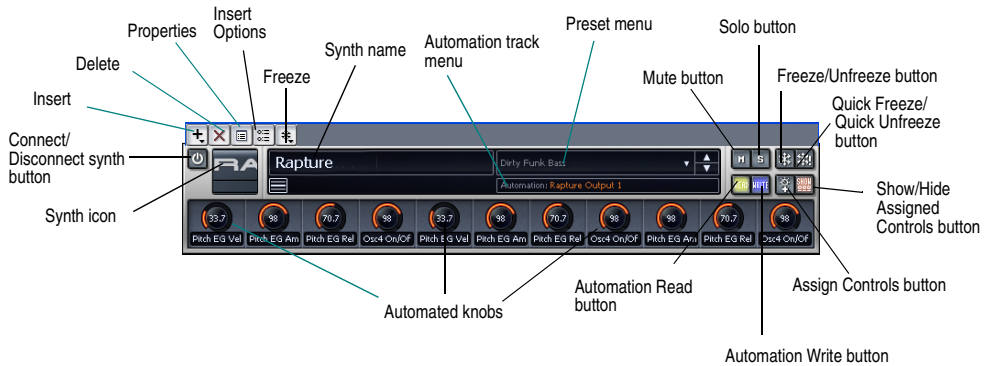 Insert
Options
Properties
Synth name
Automation track
menu
Preset menu
Solo button
Delete
Freeze
Mute button
Freeze/Unfreeze button
Insert
Quick Freeze/
Quick Unfreeze
button
Connect/
Disconnect synth
button
RA
Rapture
Dirty Funk Bass
M S
Automation: Rapture Output 1
READ WRITE SHOW
Synth icon
Show/Hide
Assigned
Controls button
33.7 98 70.7 98 33.7 98 70.7 98 98 70.7 98
Pitch EG Vel Pitch EG Am Pitch EG Rel Osc4 On/Of Pitch EG Vel Pitch EG Am Pitch EG Rel Osc4 On/Of Pitch EG Am Pitch EG Rel Osc4 On/Of
Automated knobs
Automation Read
button
Assign Controls button
Automation Write button